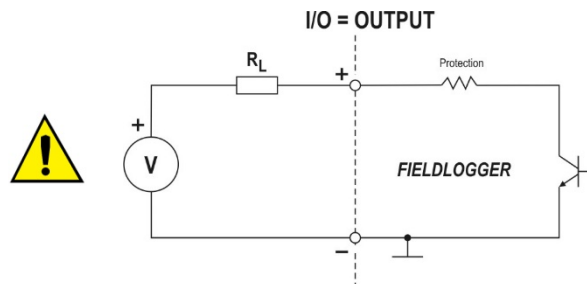 I/O = OUTPUT
RL
+
Protection
+
!
V
FIELDLOGGER
−